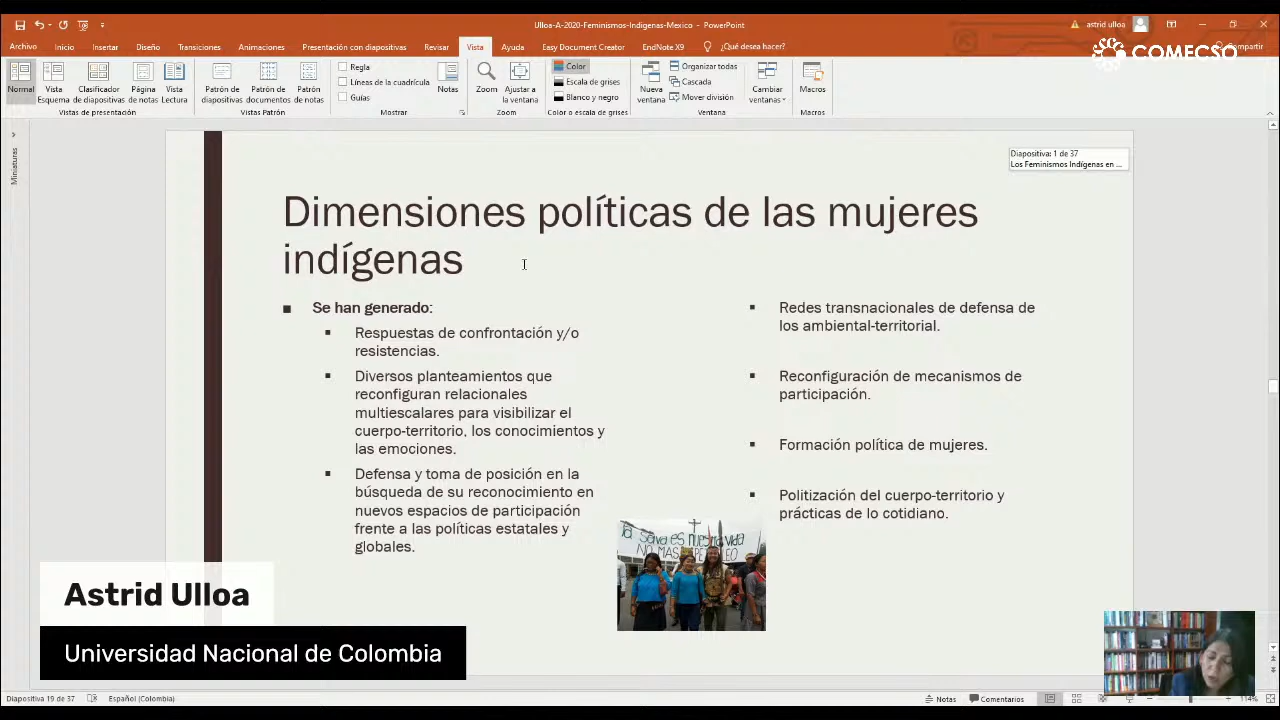 Ulloa-A-2020-Feminismos-Indígenas-Mexico - PowerPoint
astrid ulloa
Archivo Inicio Insertar Diseño Transiciones Animaciones Presentación con diapositivas Revisar Vista Ayuda Easy Document Creator EndNote X9 ¿Qué desea hacer? Compartir
COMECSO
Normal
Vista Esquema
Clasificador de diapositivas
Página de notas
Vista Lectura
Vistas de presentación
Patrón de diapositivas
Patrón de documentos
Patrón de notas
Vistas Patrón
Regla
Líneas de la cuadrícula
Guías
Mostrar
Notas
Zoom
Ajustar a la ventana
Zoom
Color
Escala de grises
Blanco y negro
Color o escala de grises
Nueva ventana
Organizar todas
Cascada
Mover división
Ventana
Cambiar ventanas
Macros
Macros
Miniaturas
Diapositiva: 1 de 37
Los Feminismos Indígenas en ...
Dimensiones políticas de las mujeres
indígenas
Se han generado:
Respuestas de confrontación y/o
resistencias.
Diversos planteamientos que
reconfiguran relacionales
multiescalares para visibilizar el
cuerpo-territorio, los conocimientos y
las emociones.
Defensa y toma de posición en la
búsqueda de su reconocimiento en
nuevos espacios de participación
frente a las políticas estatales y
globales.
Redes transnacionales de defensa de
los ambiental-territorial.
Reconfiguración de mecanismos de
participación.
Formación política de mujeres.
Politización del cuerpo-territorio y
prácticas de lo cotidiano.
es nuestra vida
NO MAS
Astrid Ulloa
Universidad Nacional de Colombia
Diapositiva 19 de 37 Español (Colombia) Notas Comentarios 114%